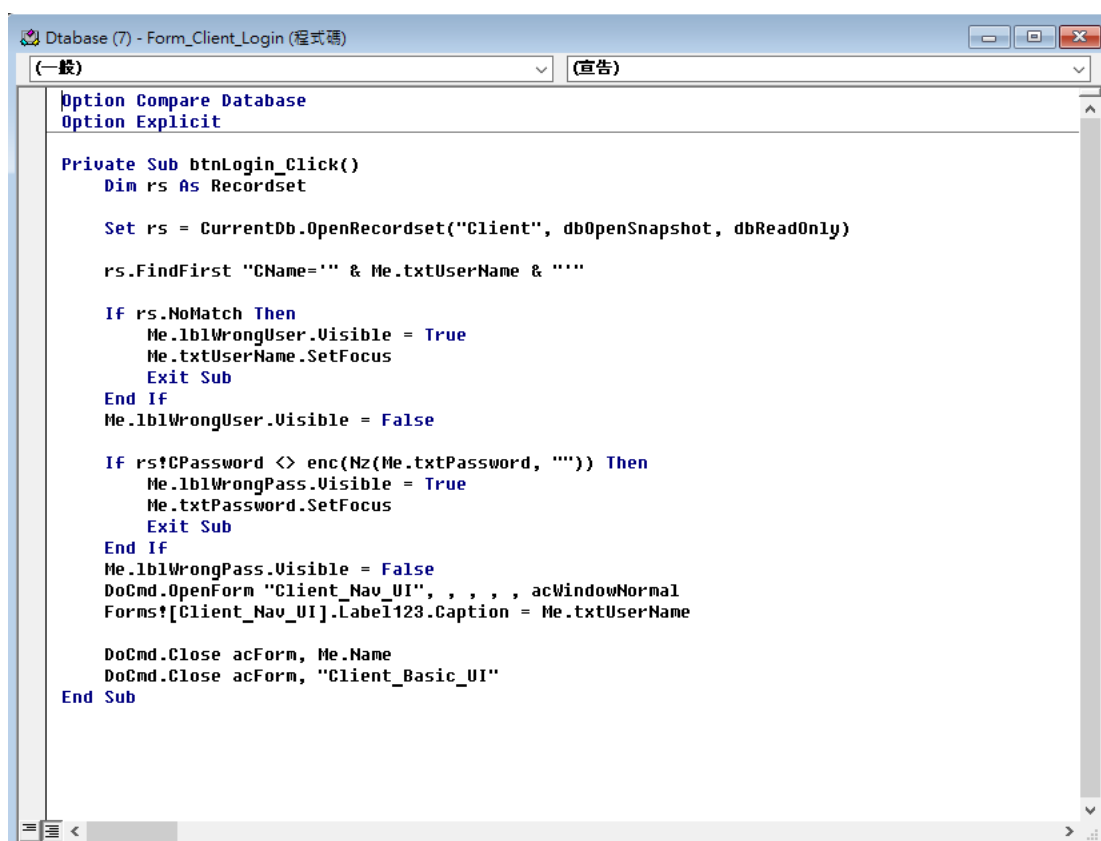 Dtabase (7) - Form_Client_Login (程式碼)
(一般) (宣告)
Option Compare Database
Option Explicit
Private Sub btnLogin_Click()
Dim rs As Recordset
Set rs = CurrentDb.OpenRecordset("Client", dbOpenSnapshot, dbReadOnly)
rs.FindFirst "CName='" & Me.txtUserName & "'"
If rs.NoMatch Then
Me.lblWrongUser.Visible = True
Me.txtUserName.SetFocus
Exit Sub
End If
Me.lblWrongUser.Visible = False
If rs!CPassword <> enc(Nz(Me.txtPassword, "")) Then
Me.lblWrongPass.Visible = True
Me.txtPassword.SetFocus
Exit Sub
End If
Me.lblWrongPass.Visible = False
DoCmd.OpenForm "Client_Nav_UI", , , , , acWindowNormal
Forms![Client_Nav_UI].Label123.Caption = Me.txtUserName
DoCmd.Close acForm, Me.Name
DoCmd.Close acForm, "Client_Basic_UI"
End Sub